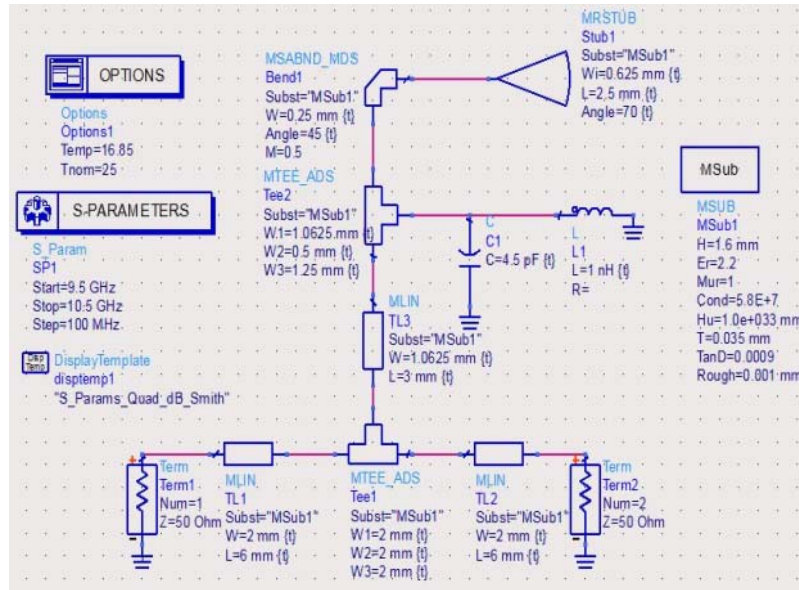 OPTIONS
Options
Options1
Temp=16.85
Tnom=25
S-PARAMETERS
S_Param
SP1
Start=9.5 GHz
Stop=10.5 GHz
Step=100 MHz
Disp
Temp
DisplayTemplate
disptemp1
"S_Params_Quad_dB_Smith"
MSABND_MDS
Bend1
Subst="MSub1"
W=0.25 mm {t}
Angle=45 {t}
M=0.5
MRSTUB
Stub1
Subst="MSub1"
Wi=0.625 mm {t}
L=2.5 mm {t}
Angle=70 {t}
MTEE_ADS
Tee2
Subst="MSub1"
W1=1.0625 mm {t}
W2=0.5 mm {t}
W3=1.25 mm {t}
C
C1
C=4.5 pF {t}
L
L1
L=1 nH {t}
R=
MSub
MSUB
MSub1
H=1.6 mm
Er=2.2
Mur=1
Cond=5.8E+7
Hu=1.0e+033 mm
T=0.035 mm
TanD=0.0009
Rough=0.001 mm
MLIN
TL3
Subst="MSub1"
W=1.0625 mm {t}
L=3 mm {t}
Term
Term1
Num=1
Z=50 Ohm
MLIN
TL1
Subst="MSub1"
W=2 mm {t}
L=6 mm {t}
MTEE_ADS
Tee1
Subst="MSub1"
W1=2 mm {t}
W2=2 mm {t}
W3=2 mm {t}
MLIN
TL2
Subst="MSub1"
W=2 mm {t}
L=6 mm {t}
Term
Term2
Num=2
Z=50 Ohm